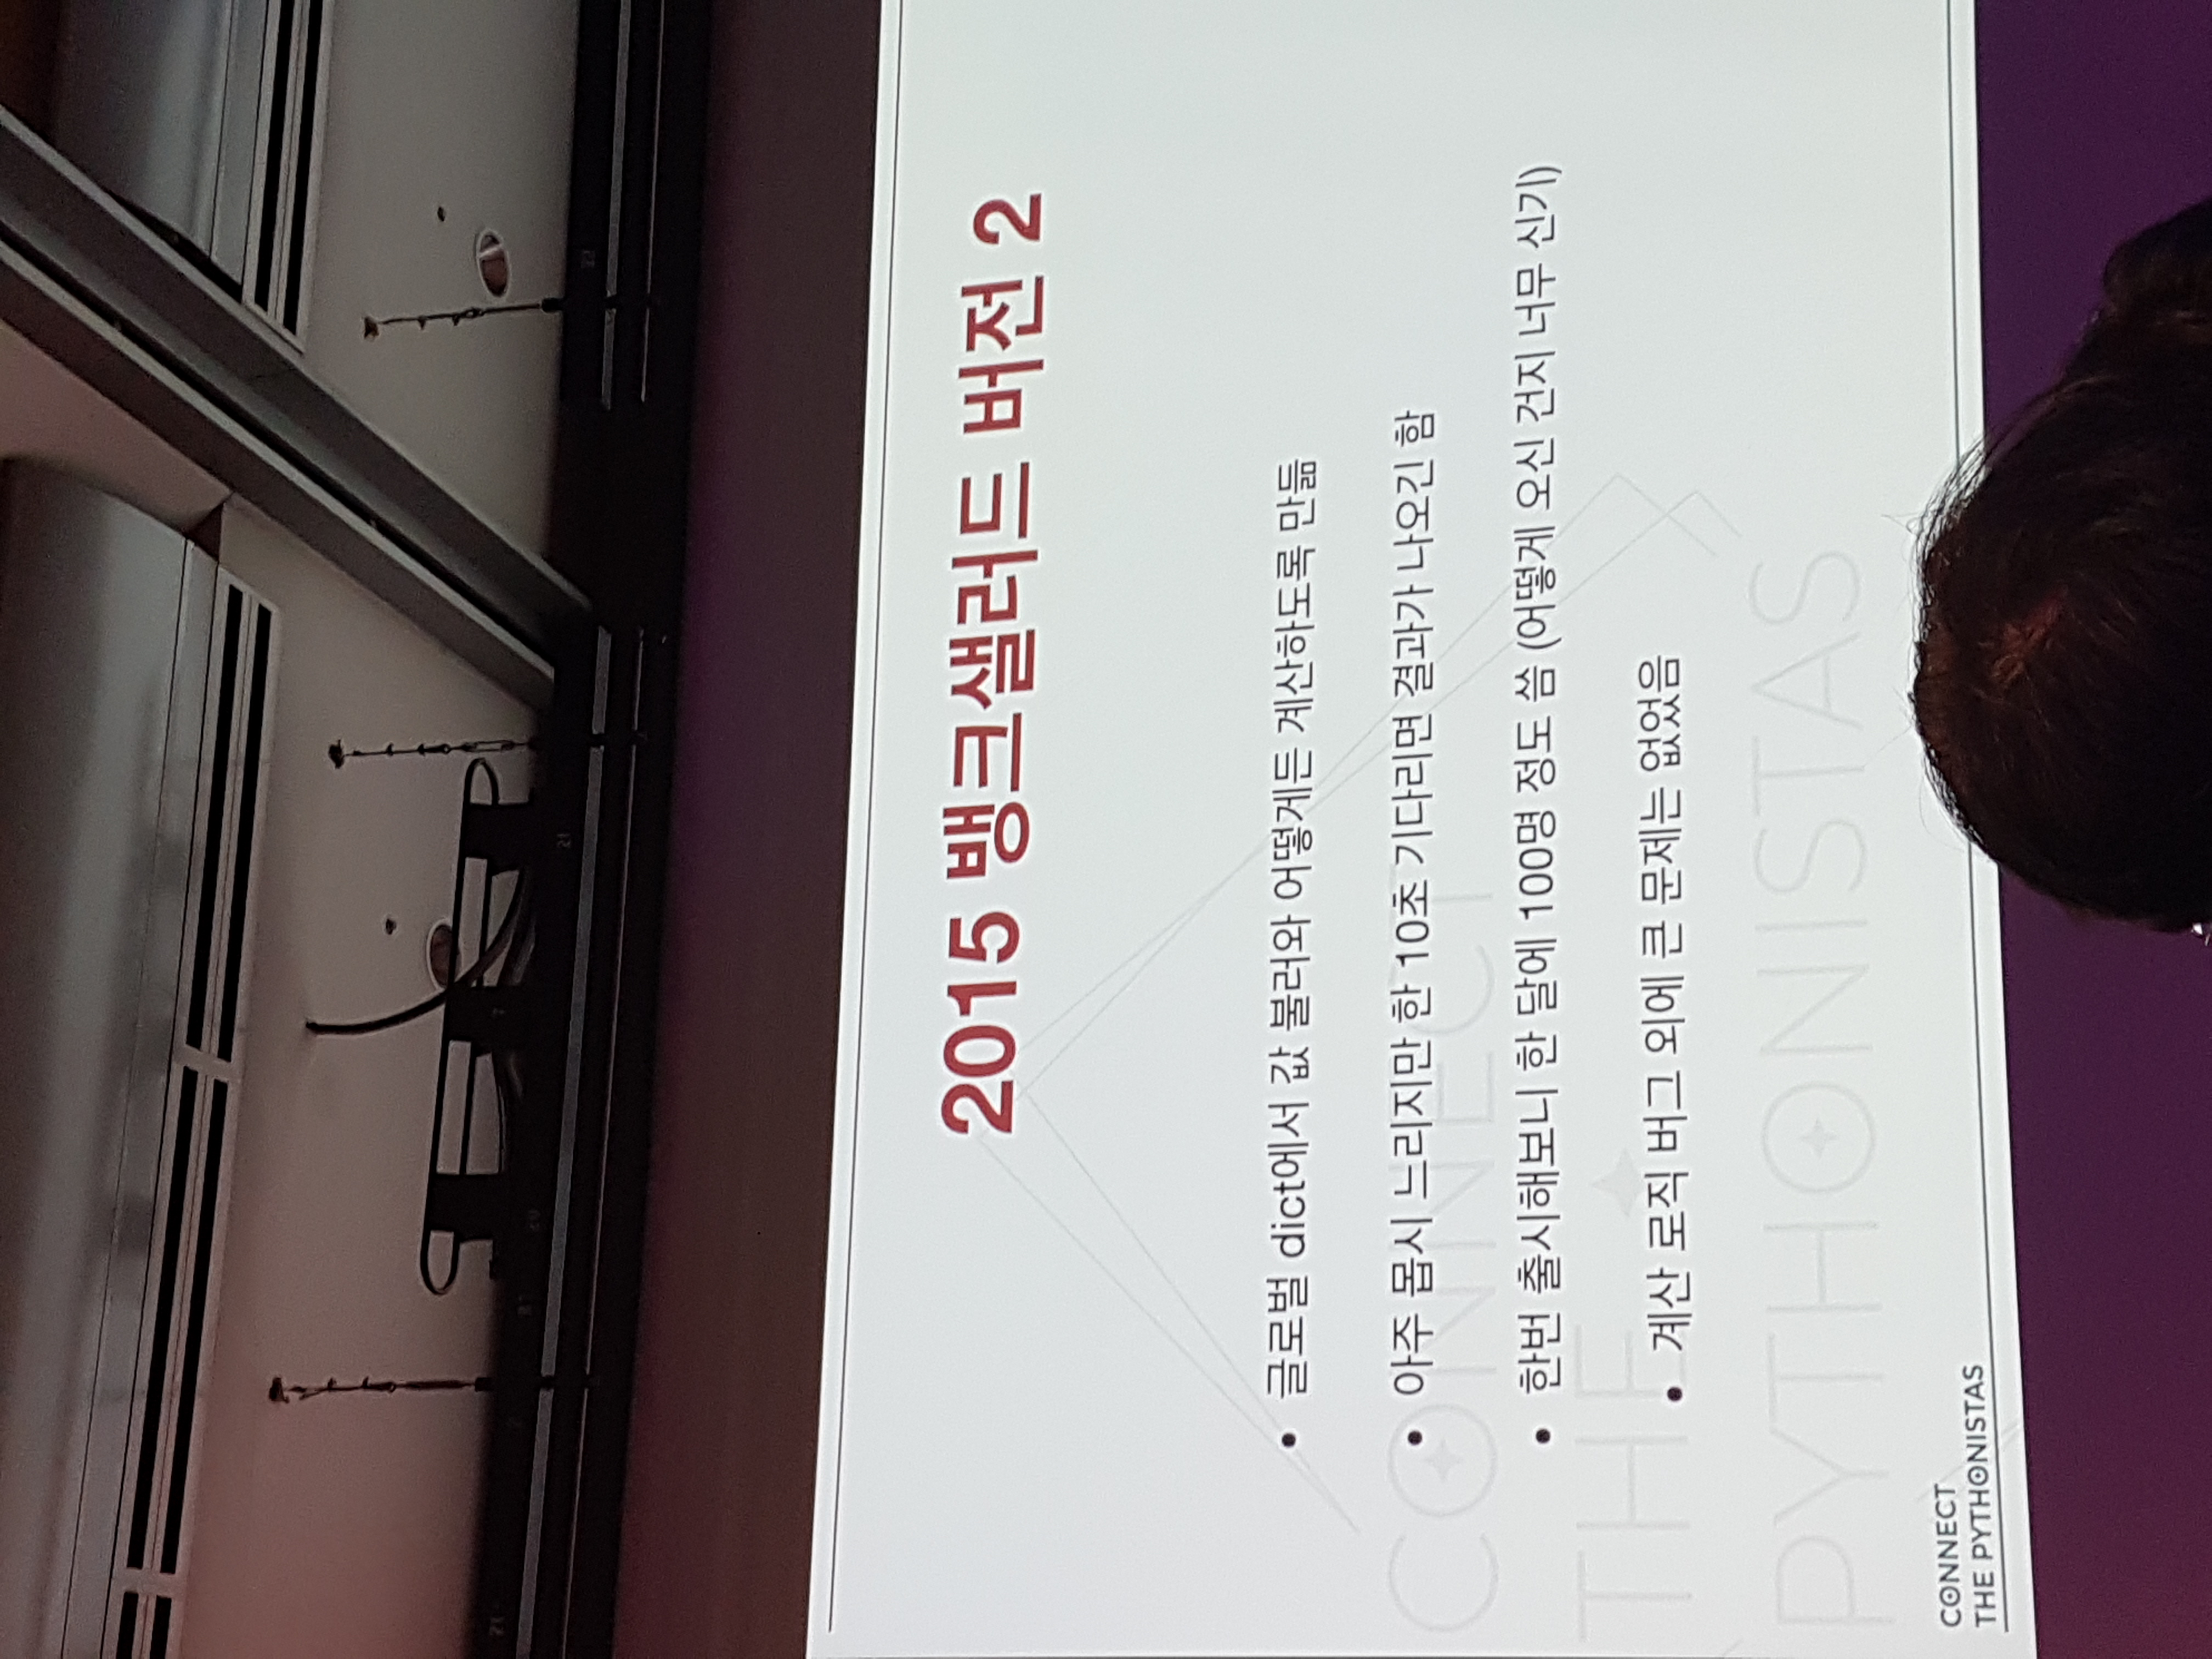 2015 뱅크샐러드 버전 2
• 글로벌 dict에서 값 불러와 어떻게든 계산하도록 만듦
• 아주 몹시 느리지만 한 10초 기다리면 결과가 나오긴 함
• 한번 출시해보니 한 달에 100명 정도 씀 (어떻게 오신 건지 너무 신기)
• 계산 로직 버그 외에 큰 문제는 없었음
CONNECT
THE
PYTHONISTAS
CONNECT
THE PYTHONISTAS